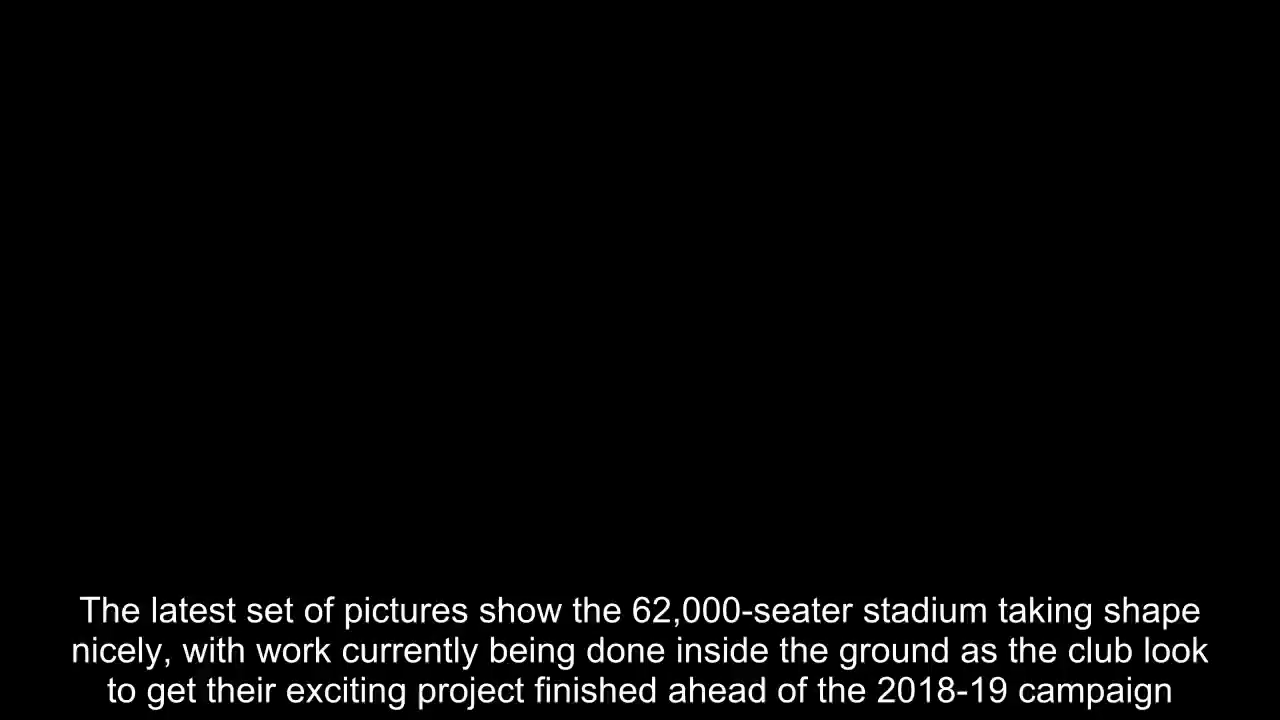 The latest set of pictures show the 62,000-seater stadium taking shape
nicely, with work currently being done inside the ground as the club look
to get their exciting project finished ahead of the 2018-19 campaign